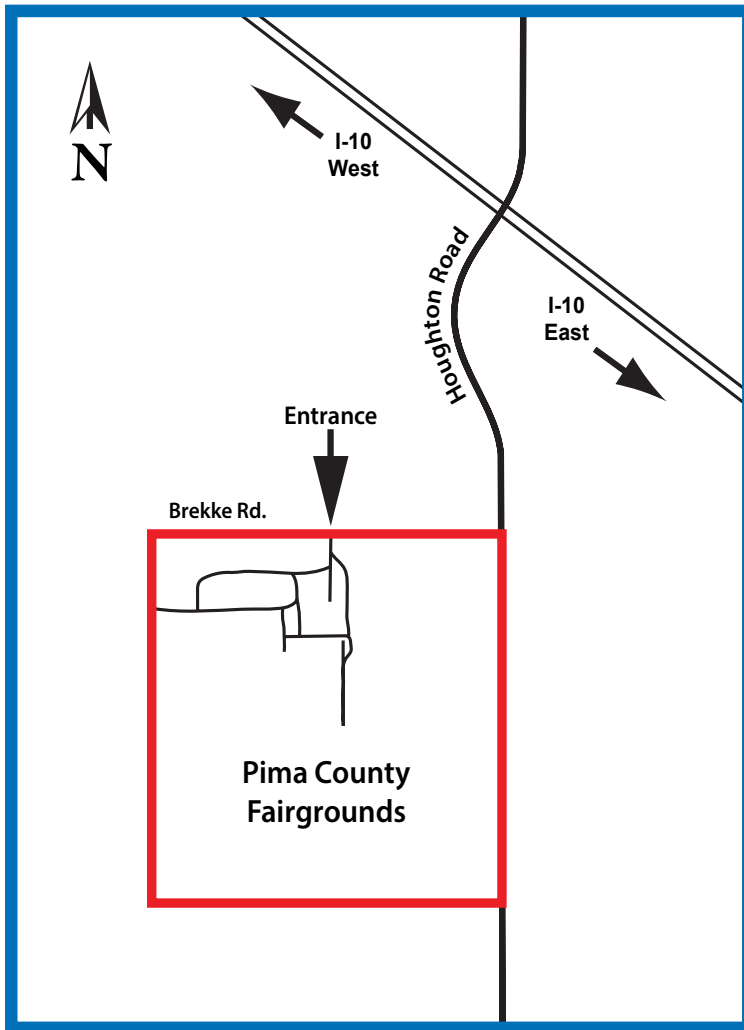 N
I-10
West
Houghton Road
I-10
East
Entrance
Brekke Rd.
Pima County
Fairgrounds